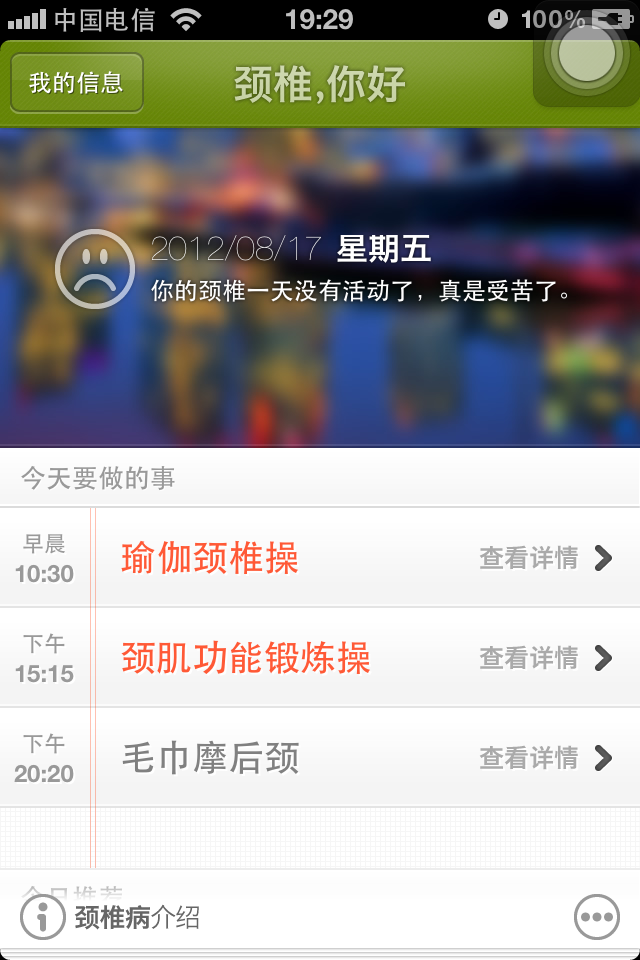 中国电信 19:29 100%
我的信息 颈椎,你好
2012/08/17 星期五
你的颈椎一天没有活动了，真是受苦了。
今天要做的事
早晨
10:30 瑜伽颈椎操 查看详情
下午
15:15 颈肌功能锻炼操 查看详情
下午
20:20 毛巾摩后颈 查看详情
今日推荐
颈椎病介绍